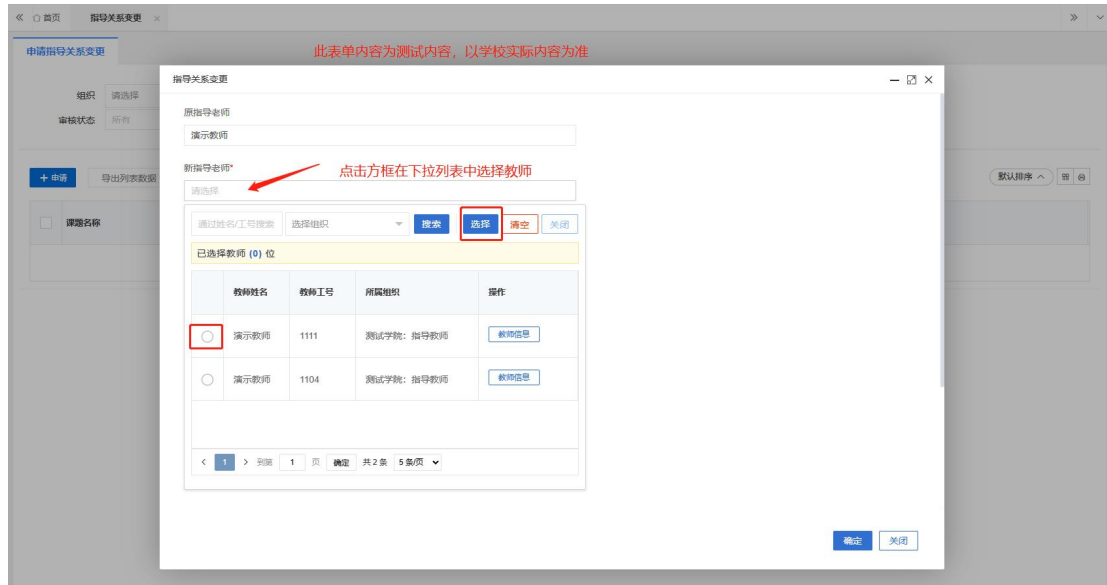 首页 指导关系变更
申请指导关系变更
此表单内容为测试内容，以学校实际内容为准
组织 请选择
审核状态 所有
+ 申请 导出列表数据 默认排序
课题名称
指导关系变更
原指导老师
演示教师
新指导老师*
点击方框在下拉列表中选择教师
请选择
通过姓名/工号搜索 选择组织 搜索 选择 清空 关闭
已选择教师 (0) 位
教师姓名 教师工号 所属组织 操作
演示教师 1111 测试学院：指导教师 教师信息
演示教师 1104 测试学院：指导教师 教师信息
< 1 > 到第 1 页 确定 共2条 5条/页
确定 关闭